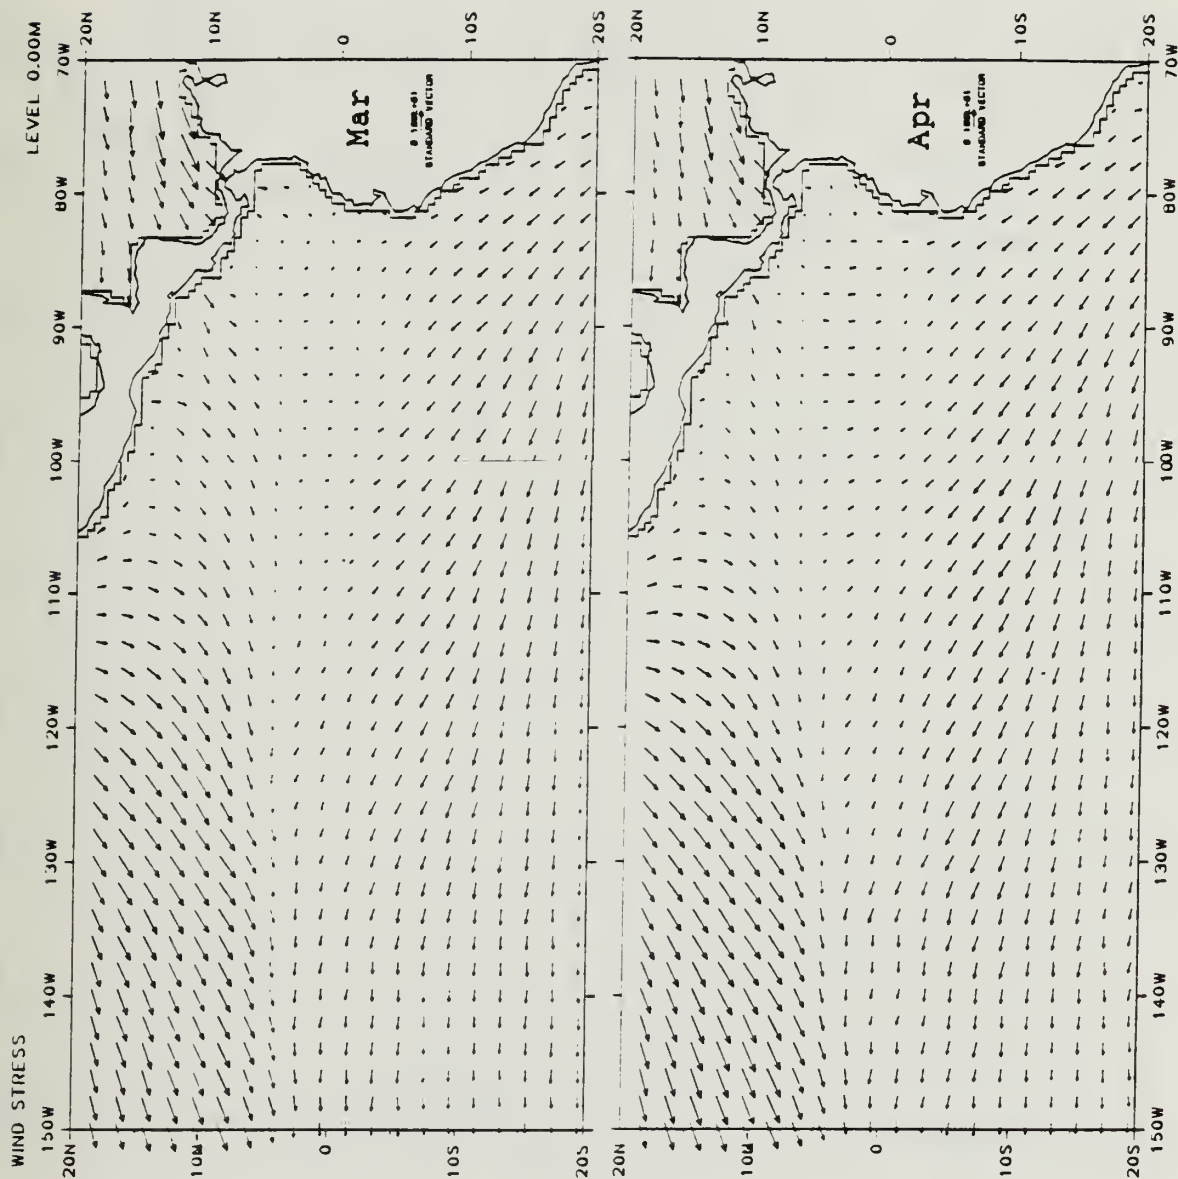 WIND STRESS
LEVEL 0.00M
150W 140W 130W 120W 110W 100W 90W 80W 70W
20N 20N
10N 10N
Mar
0 0
STANDARD VECTOR
10S 10S
20S 20S
20N 20N
10N 10N
Apr
0 0
STANDARD VECTOR
10S 10S
20S 20S
150W 140W 130W 120W 110W 100W 90W 80W 70W